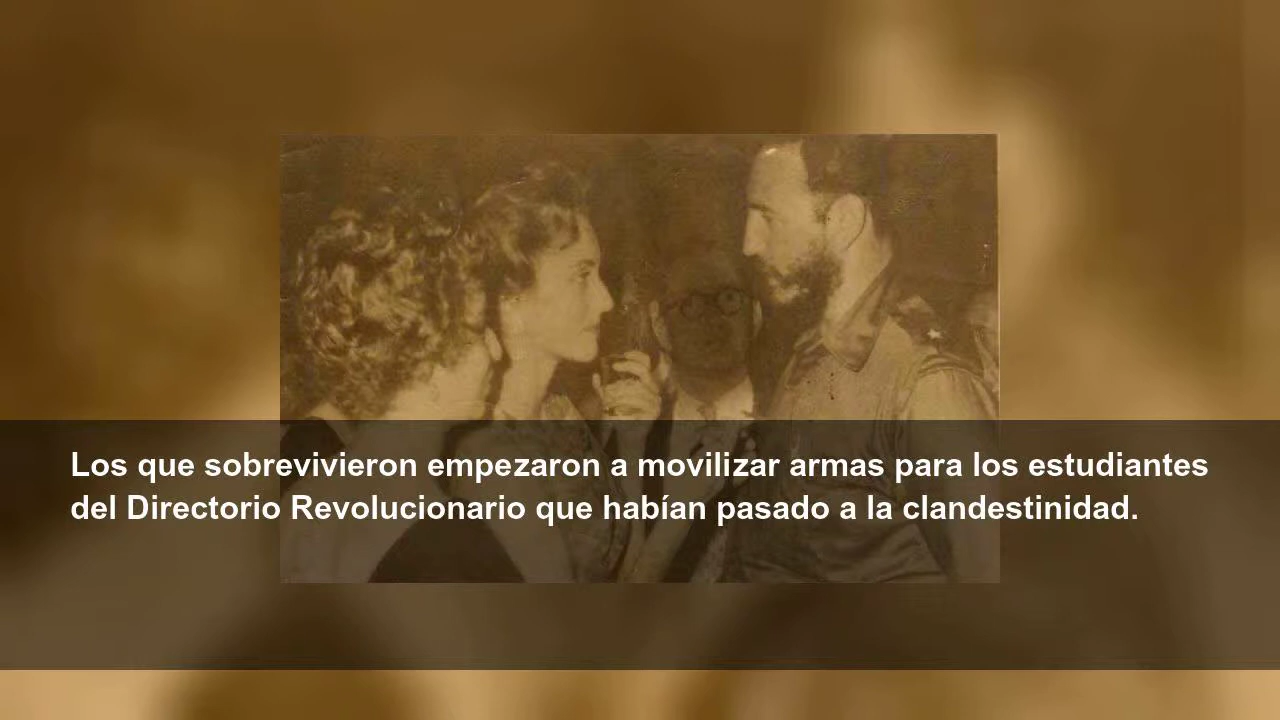 Los que sobrevivieron empezaron a movilizar armas para los estudiantes
del Directorio Revolucionario que habían pasado a la clandestinidad.